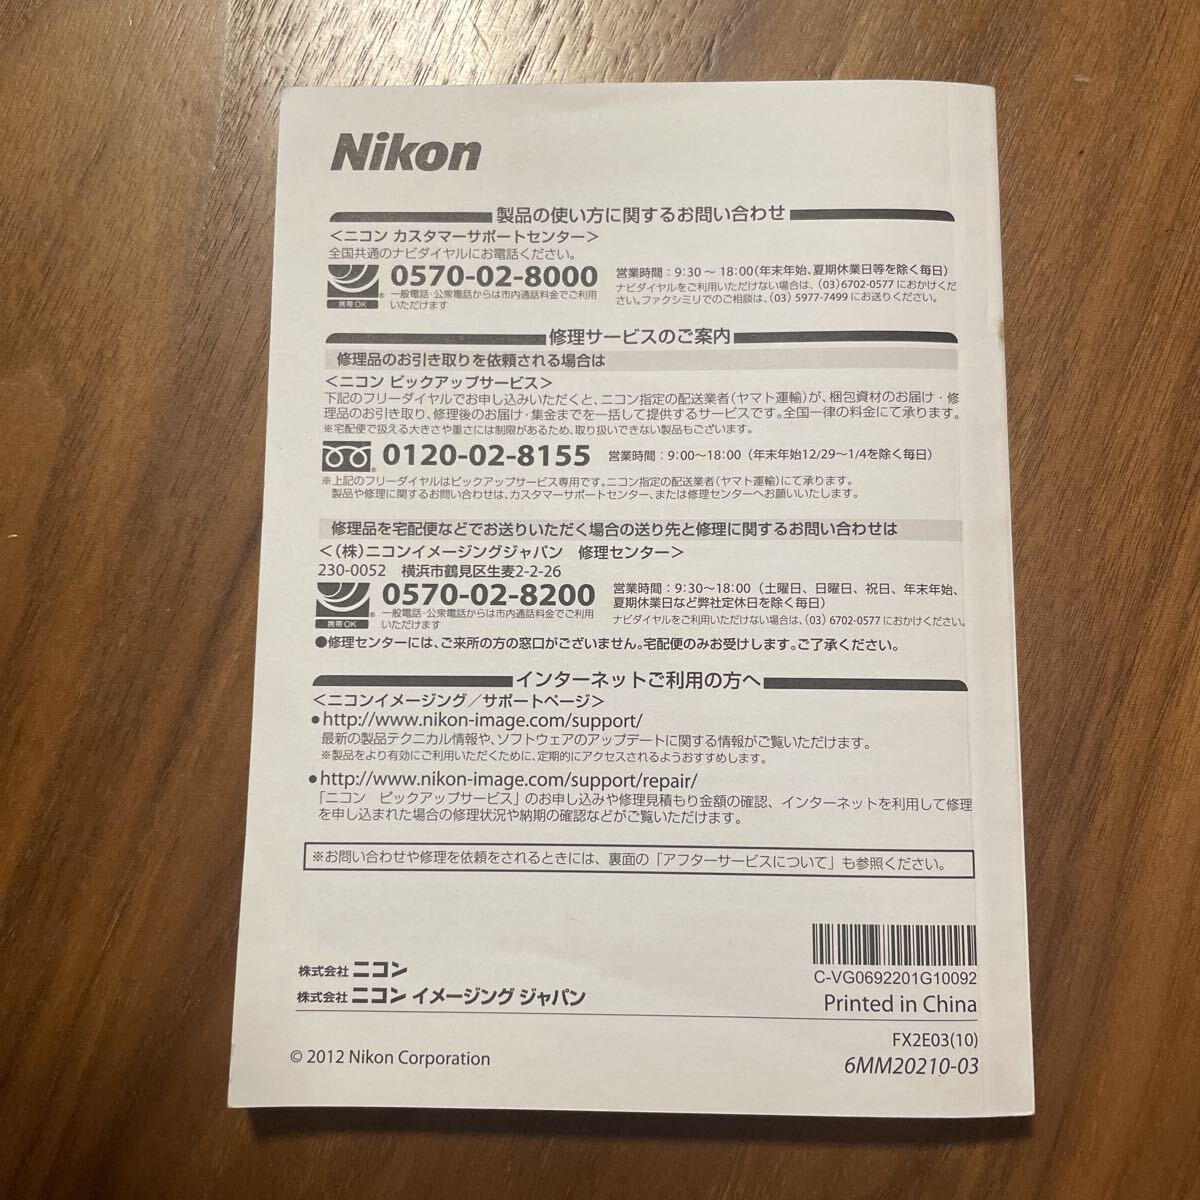 Nikon
製品の使い方に関するお問い合わせ
＜ニコン カスタマーサポートセンター＞
全国共通のナビダイヤルにお電話ください。
0570-02-8000
携帯OK
一般電話・公衆電話からは市内通話料金でご利用
いただけます
営業時間：9:30 ～ 18:00（年末年始、夏期休業日等を除く毎日）
ナビダイヤルをご利用いただけない場合は、（03）6702-0577 におかけくだ
さい。ファクシミリでのご相談は、（03）5977-7499 にお送りください。
修理サービスのご案内
修理品のお引き取りを依頼される場合は
＜ニコン ピックアップサービス＞
下記のフリーダイヤルでお申し込みいただくと、ニコン指定の配送業者（ヤマト運輸）が、梱包資材のお届け・修
理品のお引き取り、修理後のお届け・集金までを一括して提供するサービスです。全国一律の料金にて承ります。
※宅配便で扱える大きさや重さには制限があるため、取り扱いできない製品もございます。
0120-02-8155 営業時間：9:00～18:00（年末年始12/29～1/4を除く毎日）
※上記のフリーダイヤルはピックアップサービス専用です。ニコン指定の配送業者（ヤマト運輸）にて承ります。
製品や修理に関するお問い合わせは、カスタマーサポートセンター、または修理センターへお願いいたします。
修理品を宅配便などでお送りいただく場合の送り先と修理に関するお問い合わせは
＜（株）ニコンイメージングジャパン 修理センター＞
230-0052 横浜市鶴見区生麦2-2-26
0570-02-8200
携帯OK
一般電話・公衆電話からは市内通話料金でご利用
いただけます
営業時間：9:30～18:00（土曜日、日曜日、祝日、年末年始、
夏期休業日など弊社定休日を除く毎日）
ナビダイヤルをご利用いただけない場合は、（03）6702-0577 におかけください。
●修理センターには、ご来所の方の窓口がございません。宅配便のみお受けします。ご了承ください。
インターネットご利用の方へ
＜ニコンイメージング／サポートページ＞
●http://www.nikon-image.com/support/
最新の製品テクニカル情報や、ソフトウェアのアップデートに関する情報がご覧いただけます。
※製品をより有効にご利用いただくために、定期的にアクセスされるようおすすめします。
●http://www.nikon-image.com/support/repair/
「ニコン ピックアップサービス」のお申し込みや修理見積もり金額の確認、インターネットを利用して修理
を申し込まれた場合の修理状況や納期の確認などがご覧いただけます。
※お問い合わせや修理を依頼をされるときには、裏面の「アフターサービスについて」も参照ください。
C-VG0692201G10092
株式会社 ニコン
株式会社 ニコン イメージング ジャパン
Printed in China
FX2E03(10)
© 2012 Nikon Corporation
6MM20210-03